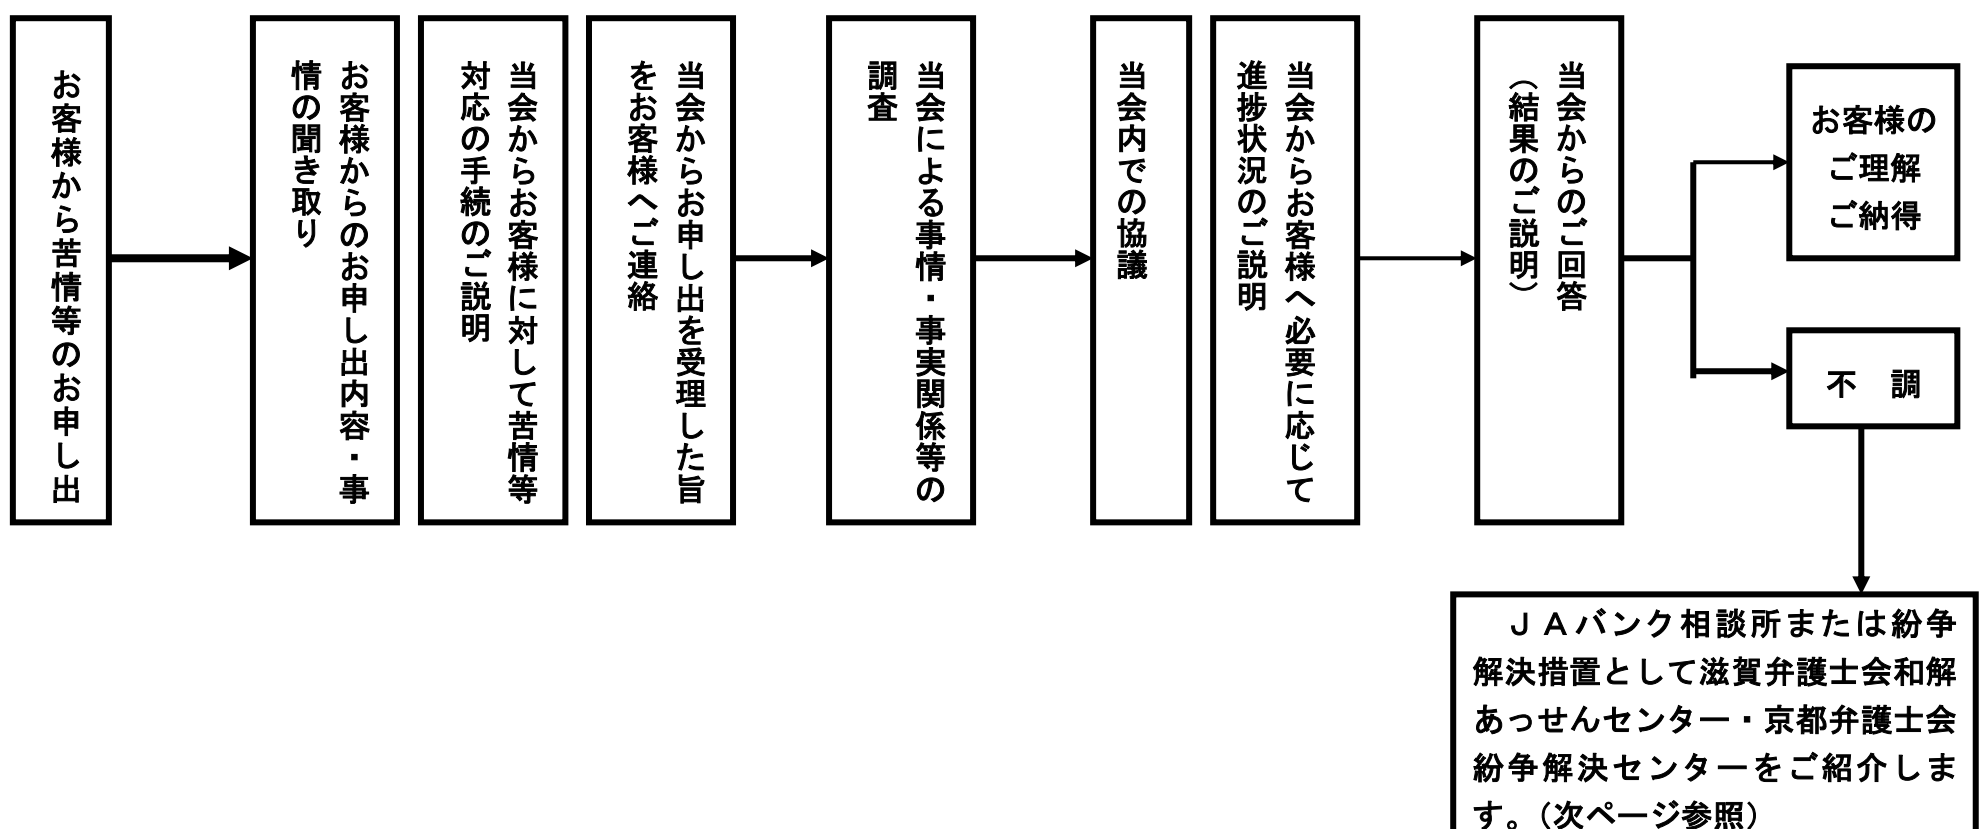 お客様から苦情等のお申し出
お客様からのお申し出内容・事
情の聞き取り
当会からお客様に対して苦情等
対応の手続のご説明
当会からお申し出を受理した旨
をお客様へご連絡
当会による事情・事実関係等の
調査
当会内での協議
当会からお客様へ必要に応じて
進捗状況のご説明
当会からのご回答
（結果のご説明）
お客様の
ご理解
ご納得
不　調
ＪＡバンク相談所または紛争
解決措置として滋賀弁護士会和解
あっせんセンター・京都弁護士会
紛争解決センターをご紹介しま
す。（次ページ参照）